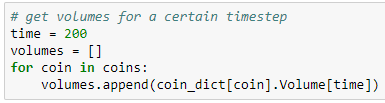 # get volumes for a certain timestep
time = 200
volumes = []
for coin in coins:
    volumes.append(coin_dict[coin].Volume[time])